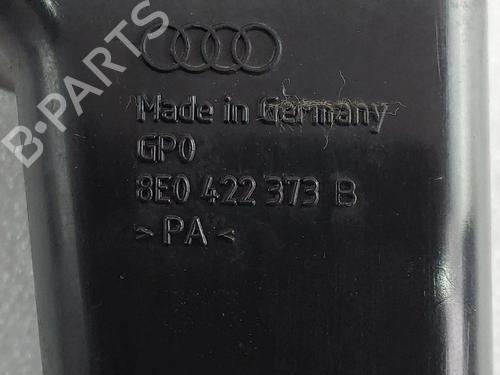 B-PARTS
Made in Germany
GP0
8E0 422 373 B
> PA <